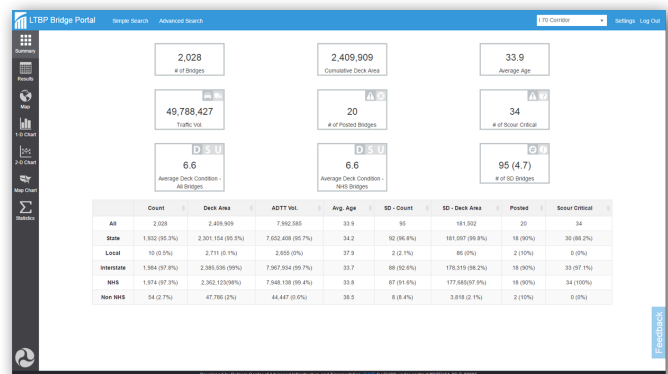 LTBP Bridge Portal Simple Search Advanced Search I 70 Corridor Settings Log Out
Summary
Results
Map
1-D Chart
2-D Chart
Map Chart
Statistics
2,028
# of Bridges
2,409,909
Cumulative Deck Area
33.9
Average Age
49,788,427
Traffic Vol.
20
# of Posted Bridges
34
# of Scour Critical
D S U
6.6
Average Deck Condition -
All Bridges
D S U
6.6
Average Deck Condition -
NHS Bridges
95 (4.7)
# of SD Bridges
Count Deck Area ADTT Vol. Avg. Age SD - Count SD - Deck Area Posted Scour Critical
All 2,028 2,409,909 7,992,585 33.9 95 181,502 20 34
State 1,932 (95.3%) 2,301,154 (95.5%) 7,652,408 (95.7%) 34.2 92 (96.8%) 181,097 (99.8%) 18 (90%) 30 (88.2%)
Local 10 (0.5%) 2,711 (0.1%) 2,655 (0%) 37.9 2 (2.1%) 86 (0%) 2 (10%) 0 (0%)
Interstate 1,984 (97.8%) 2,385,536 (99%) 7,967,934 (99.7%) 33.7 88 (92.6%) 178,319 (98.2%) 18 (90%) 33 (97.1%)
NHS 1,974 (97.3%) 2,362,123(98%) 7,948,138 (99.4%) 33.8 87 (91.6%) 177,685(97.9%) 18 (90%) 34 (100%)
Non NHS 54 (2.7%) 47,786 (2%) 44,447 (0.6%) 38.5 8 (8.4%) 3,818 (2.1%) 2 (10%) 0 (0%)
Feedback